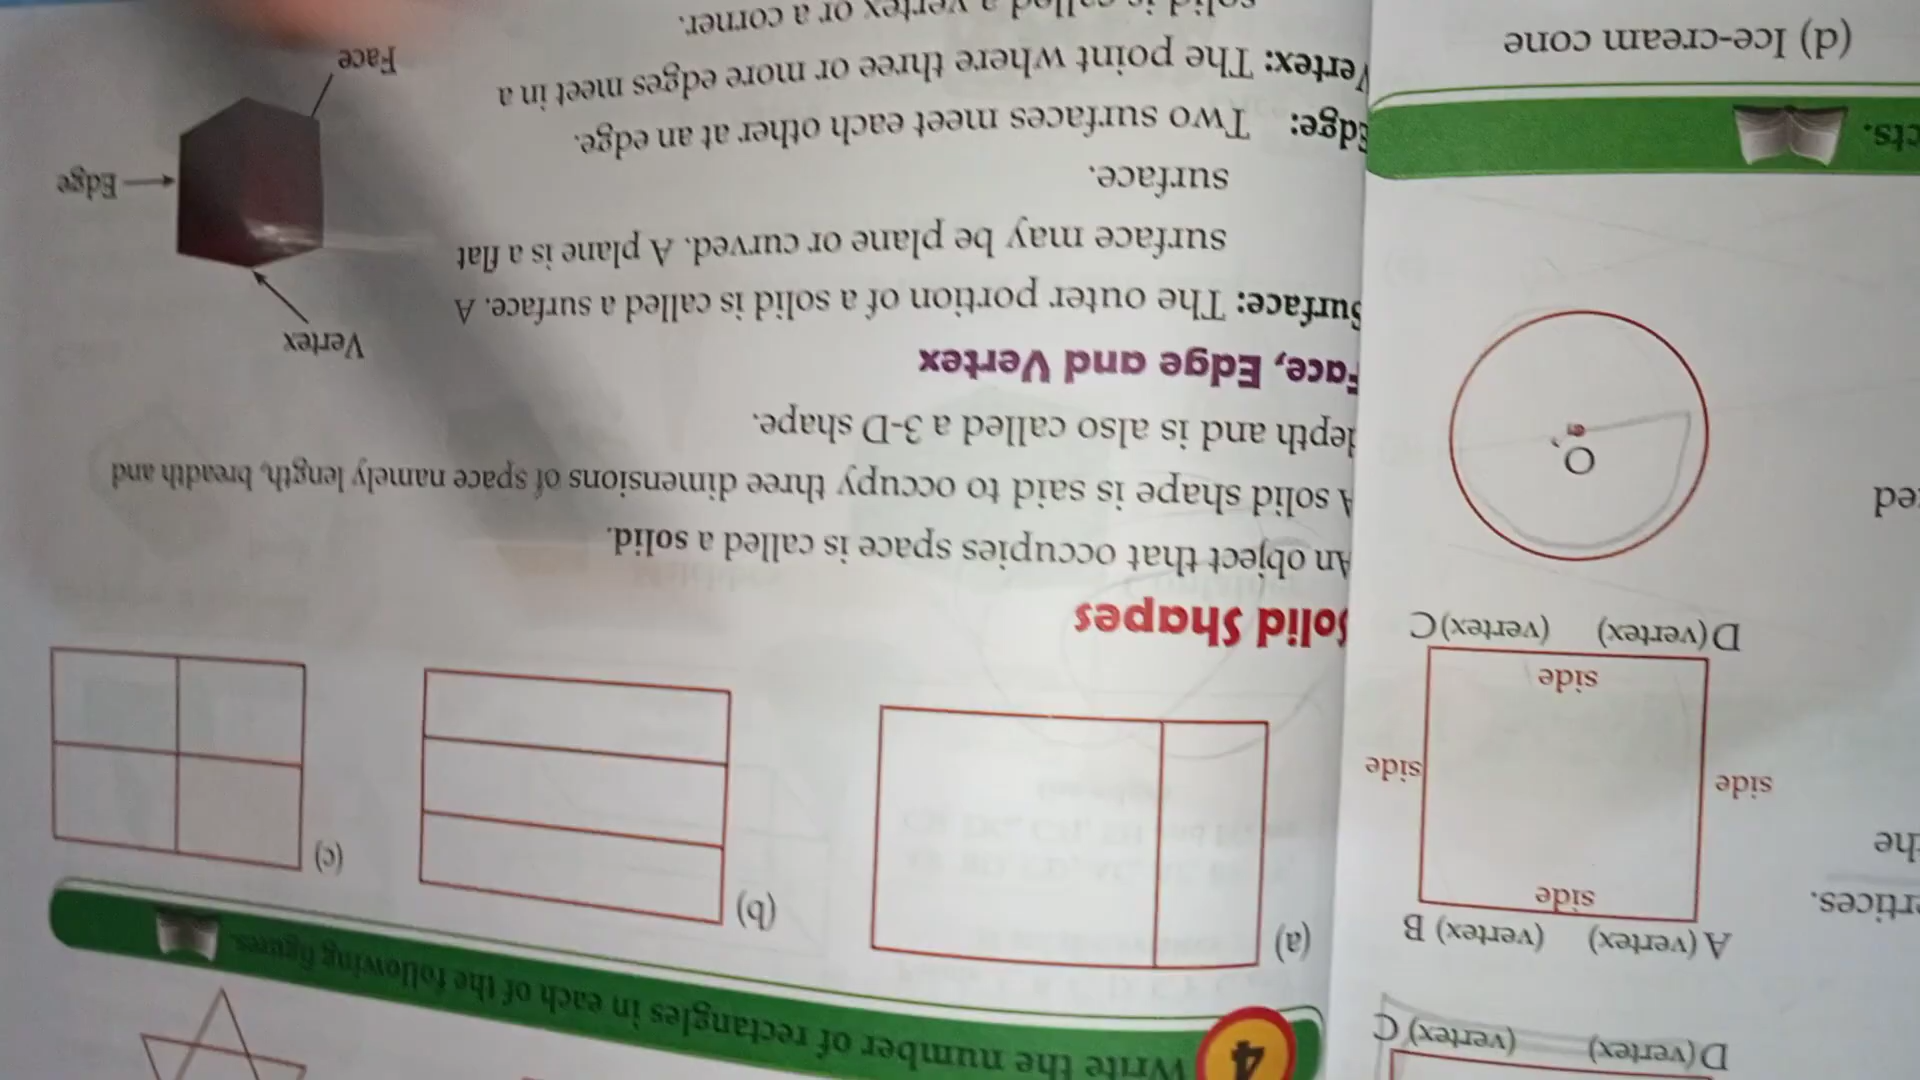 D(vertex) (vertex) C
A (vertex) (vertex) B
side
side
side
side
D(vertex) (vertex)C
O
(d) Ice-cream cone
4 Write the number of rectangles in each of the following figures.
(a)
(b)
(c)
Solid Shapes
An object that occupies space is called a solid.
A solid shape is said to occupy three dimensions of space namely length, breadth and
depth and is also called a 3-D shape.
Face, Edge and Vertex
Surface: The outer portion of a solid is called a surface. A
surface may be plane or curved. A plane is a flat
surface.
Edge: Two surfaces meet each other at an edge.
Vertex: The point where three or more edges meet in a
solid is called a vertex or a corner.
Vertex
Edge
Face